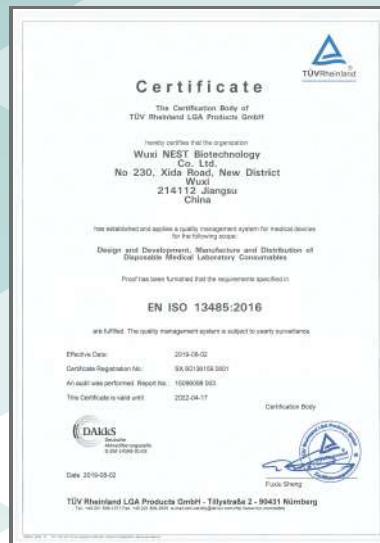 TÜVRheinland
Certificate
The Certification Body of
TÜV Rheinland LGA Products GmbH
hereby certifies that the organization
Wuxi NEST Biotechnology
Co. Ltd.
No 230, Xida Road, New District
Wuxi
214112 Jiangsu
China
has established and applies a quality management system for medical devices
for the following scope:
Design and Development, Manufacture and Distribution of
Disposable Medical Laboratory Consumables
Proof has been furnished that the requirements specified in
EN ISO 13485:2016
are fulfilled. The quality management system is subject to yearly surveillance.
Effective Date: 2019-08-02
Certificate Registration No.:
An audit was performed. Report No.:
This Certificate is valid until: 2022-04-17
Certification Body
DAkkS
Deutsche
Akkreditierungsstelle
Date 2019-08-02
Fuxiu Sheng
TÜV Rheinland LGA Products GmbH - Tillystraße 2 - 90431 Nürnberg